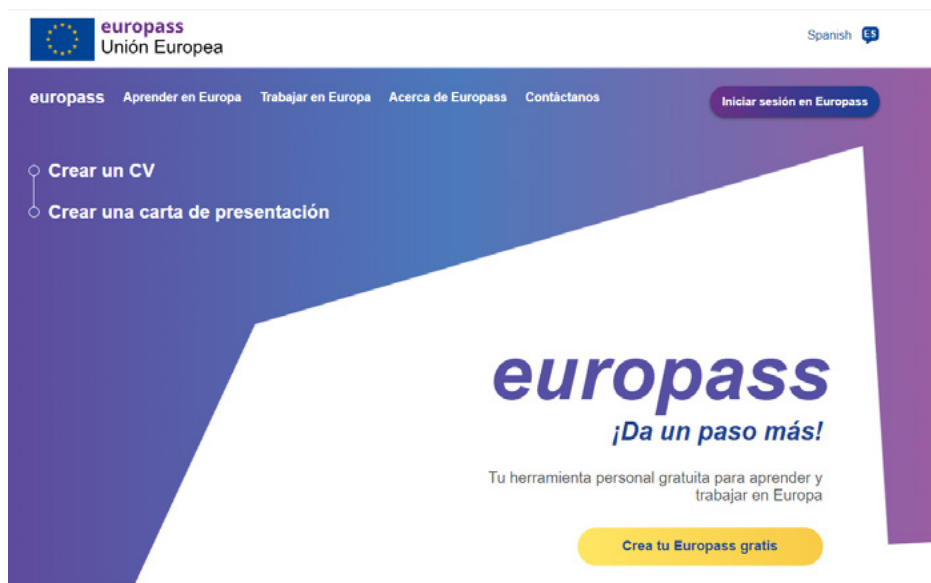 europass
Unión Europea
Spanish ES
europass Aprender en Europa Trabajar en Europa Acerca de Europass Contáctanos Iniciar sesión en Europass
Crear un CV
Crear una carta de presentación
europass
¡Da un paso más!
Tu herramienta personal gratuita para aprender y
trabajar en Europa
Crea tu Europass gratis